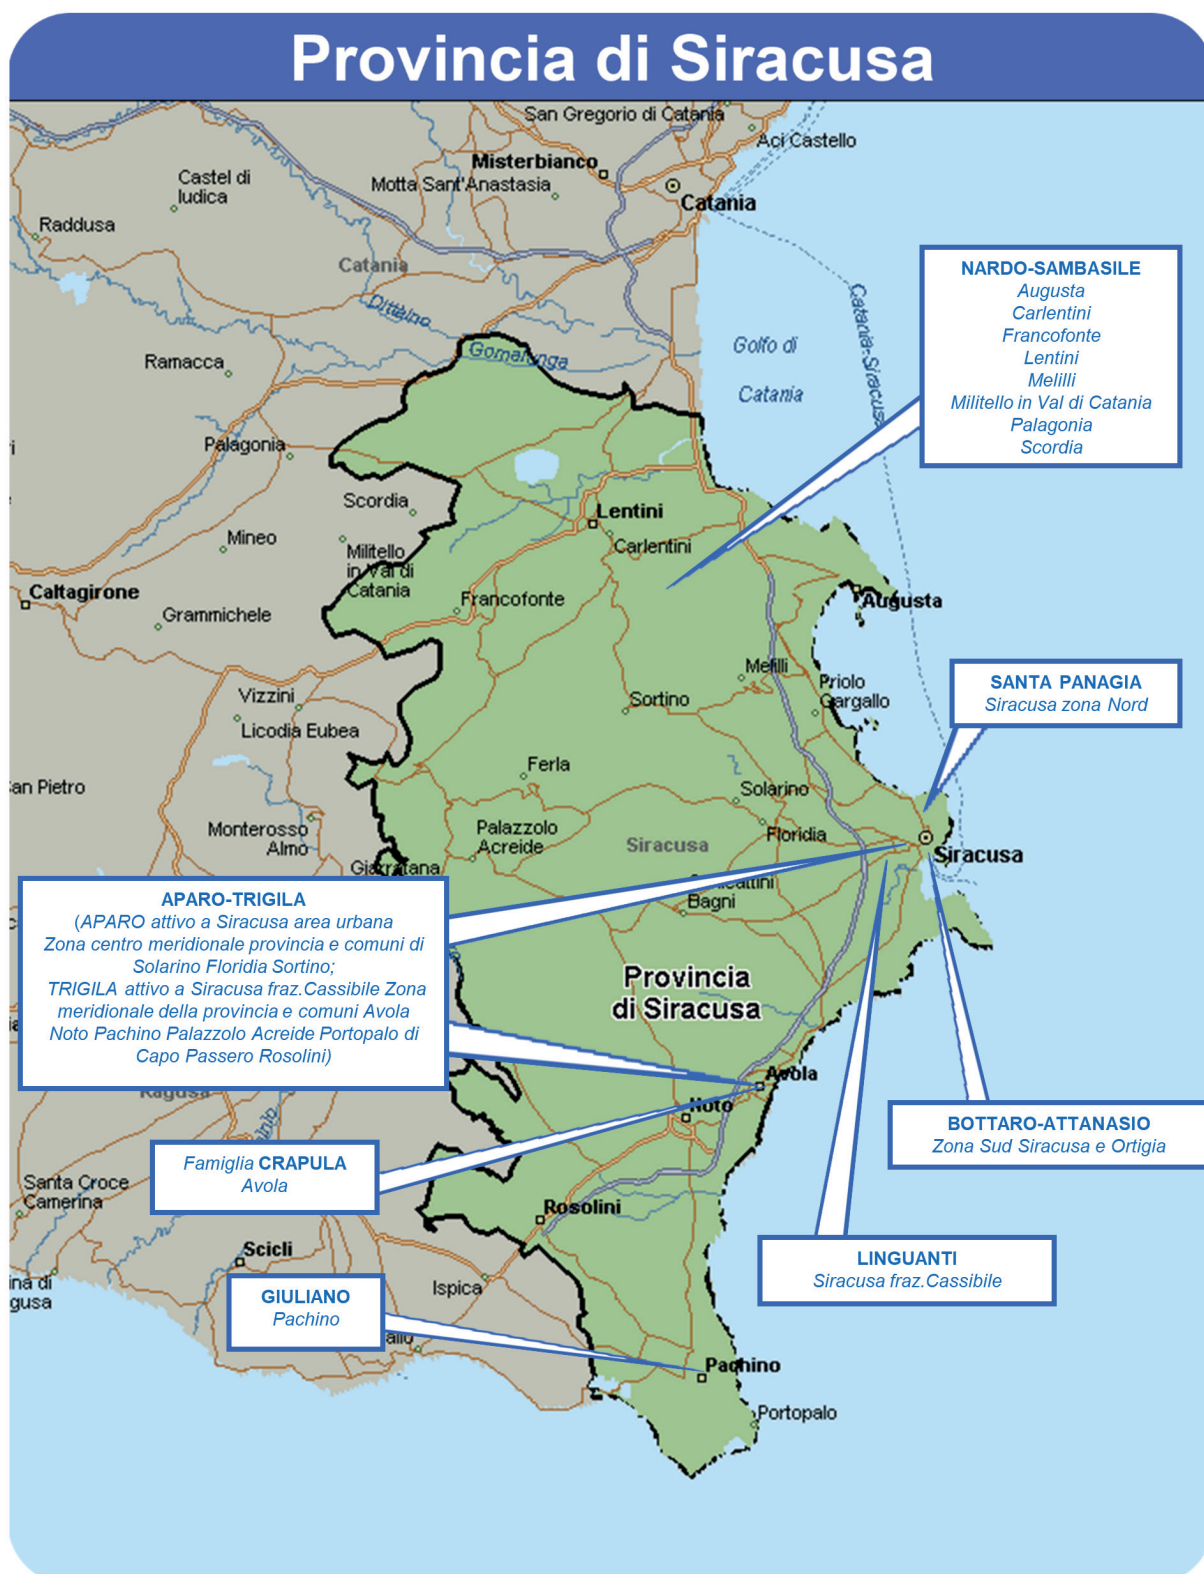 Provincia di Siracusa
San Gregorio di Catania
Aci Castello
Misterbianco
Motta Sant'Anastasia
Catania
Castel di
Iudica
Raddusa
Catania
Dittaino
Gornalunga
Golfo di
Catania
Catania-Siracusa
NARDO-SAMBASILE
Augusta
Carlentini
Francofonte
Lentini
Melilli
Militello in Val di Catania
Palagonia
Scordia
Ramacca
Palagonia
Scordia
Lentini
Carlentini
Mineo
Militello
in Val di
Catania
Caltagirone
Grammichele
Francofonte
Augusta
Melilli
Priolo
Gargallo
Sortino
SANTA PANAGIA
Siracusa zona Nord
Vizzini
Licodia Eubea
Ferla
an Pietro
Solarino
Monterosso
Almo
Palazzolo
Acreide
Siracusa
Floridia
Siracusa
Giarratana
Bagni
APARO-TRIGILA
(APARO attivo a Siracusa area urbana
Zona centro meridionale provincia e comuni di
Solarino Floridia Sortino;
TRIGILA attivo a Siracusa fraz.Cassibile Zona
meridionale della provincia e comuni Avola
Noto Pachino Palazzolo Acreide Portopalo di
Capo Passero Rosolini)
Provincia
di Siracusa
Avola
Ragusa
Noto
BOTTARO-ATTANASIO
Zona Sud Siracusa e Ortigia
Famiglia CRAPULA
Avola
Santa Croce
Camerina
Rosolini
Scicli
LINGUANTI
Siracusa fraz.Cassibile
ina di
gusa
Ispica
GIULIANO
Pachino
allo
Pachino
Portopalo